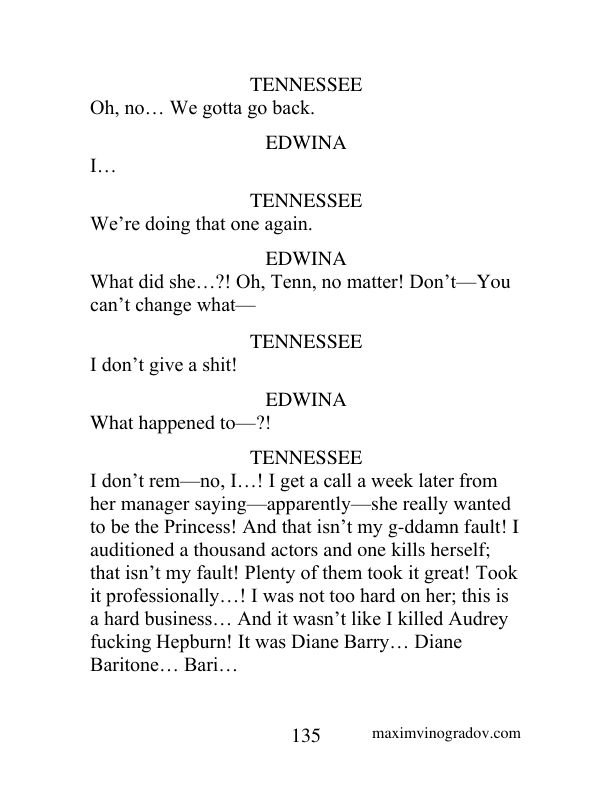 TENNESSEE
Oh, no… We gotta go back.
EDWINA
I…
TENNESSEE
We’re doing that one again.
EDWINA
What did she…?! Oh, Tenn, no matter! Don’t—You
can’t change what—
TENNESSEE
I don’t give a shit!
EDWINA
What happened to—?!
TENNESSEE
I don’t rem—no, I…! I get a call a week later from
her manager saying—apparently—she really wanted
to be the Princess! And that isn’t my g-ddamn fault! I
auditioned a thousand actors and one kills herself;
that isn’t my fault! Plenty of them took it great! Took
it professionally…! I was not too hard on her; this is
a hard business… And it wasn’t like I killed Audrey
fucking Hepburn! It was Diane Barry… Diane
Baritone… Bari…
135
maximvinogradov.com